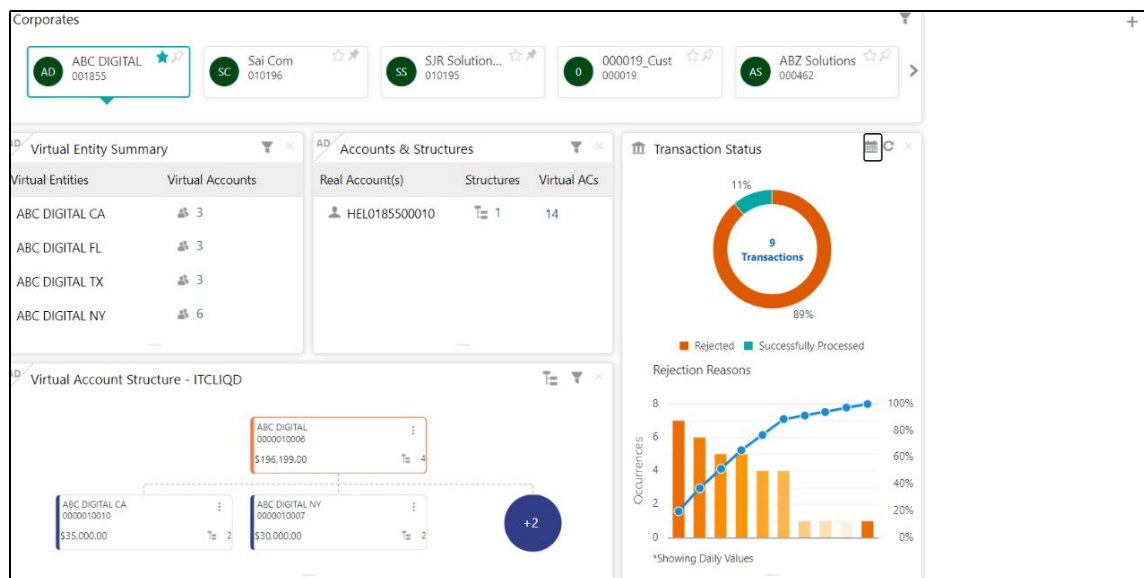 Corporates
AD ABC DIGITAL 001855
SC Sai Com 010196
SS SJR Solution... 010195
0 000019_Cust 000019
AS ABZ Solutions 000462
AD Virtual Entity Summary
Virtual Entities Virtual Accounts
ABC DIGITAL CA 3
ABC DIGITAL FL 3
ABC DIGITAL TX 3
ABC DIGITAL NY 6
AD Accounts & Structures
Real Account(s) Structures Virtual ACs
HEL0185500010 1 14
Transaction Status
11%
9
Transactions
89%
Rejected Successfully Processed
Rejection Reasons
Occurrences
8 100%
80%
6
60%
4
40%
2 20%
0 0%
*Showing Daily Values
AD Virtual Account Structure - ITCLIQD
ABC DIGITAL
0000010006
$196,199.00 4
ABC DIGITAL CA
0000010010
$35,000.00 2
ABC DIGITAL NY
0000010007
$30,000.00 2
+2